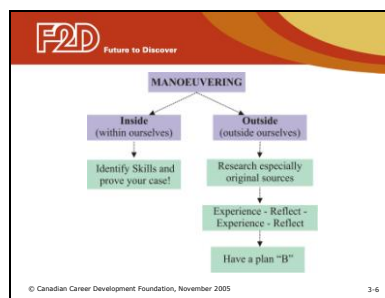 F2D Future to Discover
MANOEUVERING
Inside
(within ourselves)
Outside
(outside ourselves)
Identify Skills and
prove your case!
Research especially
original sources
Experience - Reflect -
Experience - Reflect
Have a plan “B”
© Canadian Career Development Foundation, November 2005 3-6